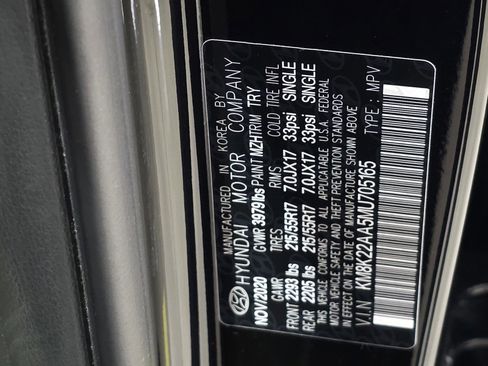 MANUFACTURED IN KOREA BY
HYUNDAI MOTOR COMPANY
NOV/2020 GVWR 3979lbs PAINT MZH TRIM TRY
GAWR TIRES RIMS COLD TIRE INFL
FRONT 2293 lbs 215/55R17 7.0JX17 33psi SINGLE
REAR 2205 lbs 215/55R17 7.0JX17 33psi SINGLE
THIS VEHICLE CONFORMS TO ALL APPLICABLE U.S.A. FEDERAL
MOTOR VEHICLE SAFETY AND THEFT PREVENTION STANDARDS
IN EFFECT ON THE DATE OF MANUFACTURE SHOWN ABOVE
V.I.N. KM8K22AA5MU705165 TYPE : MPV